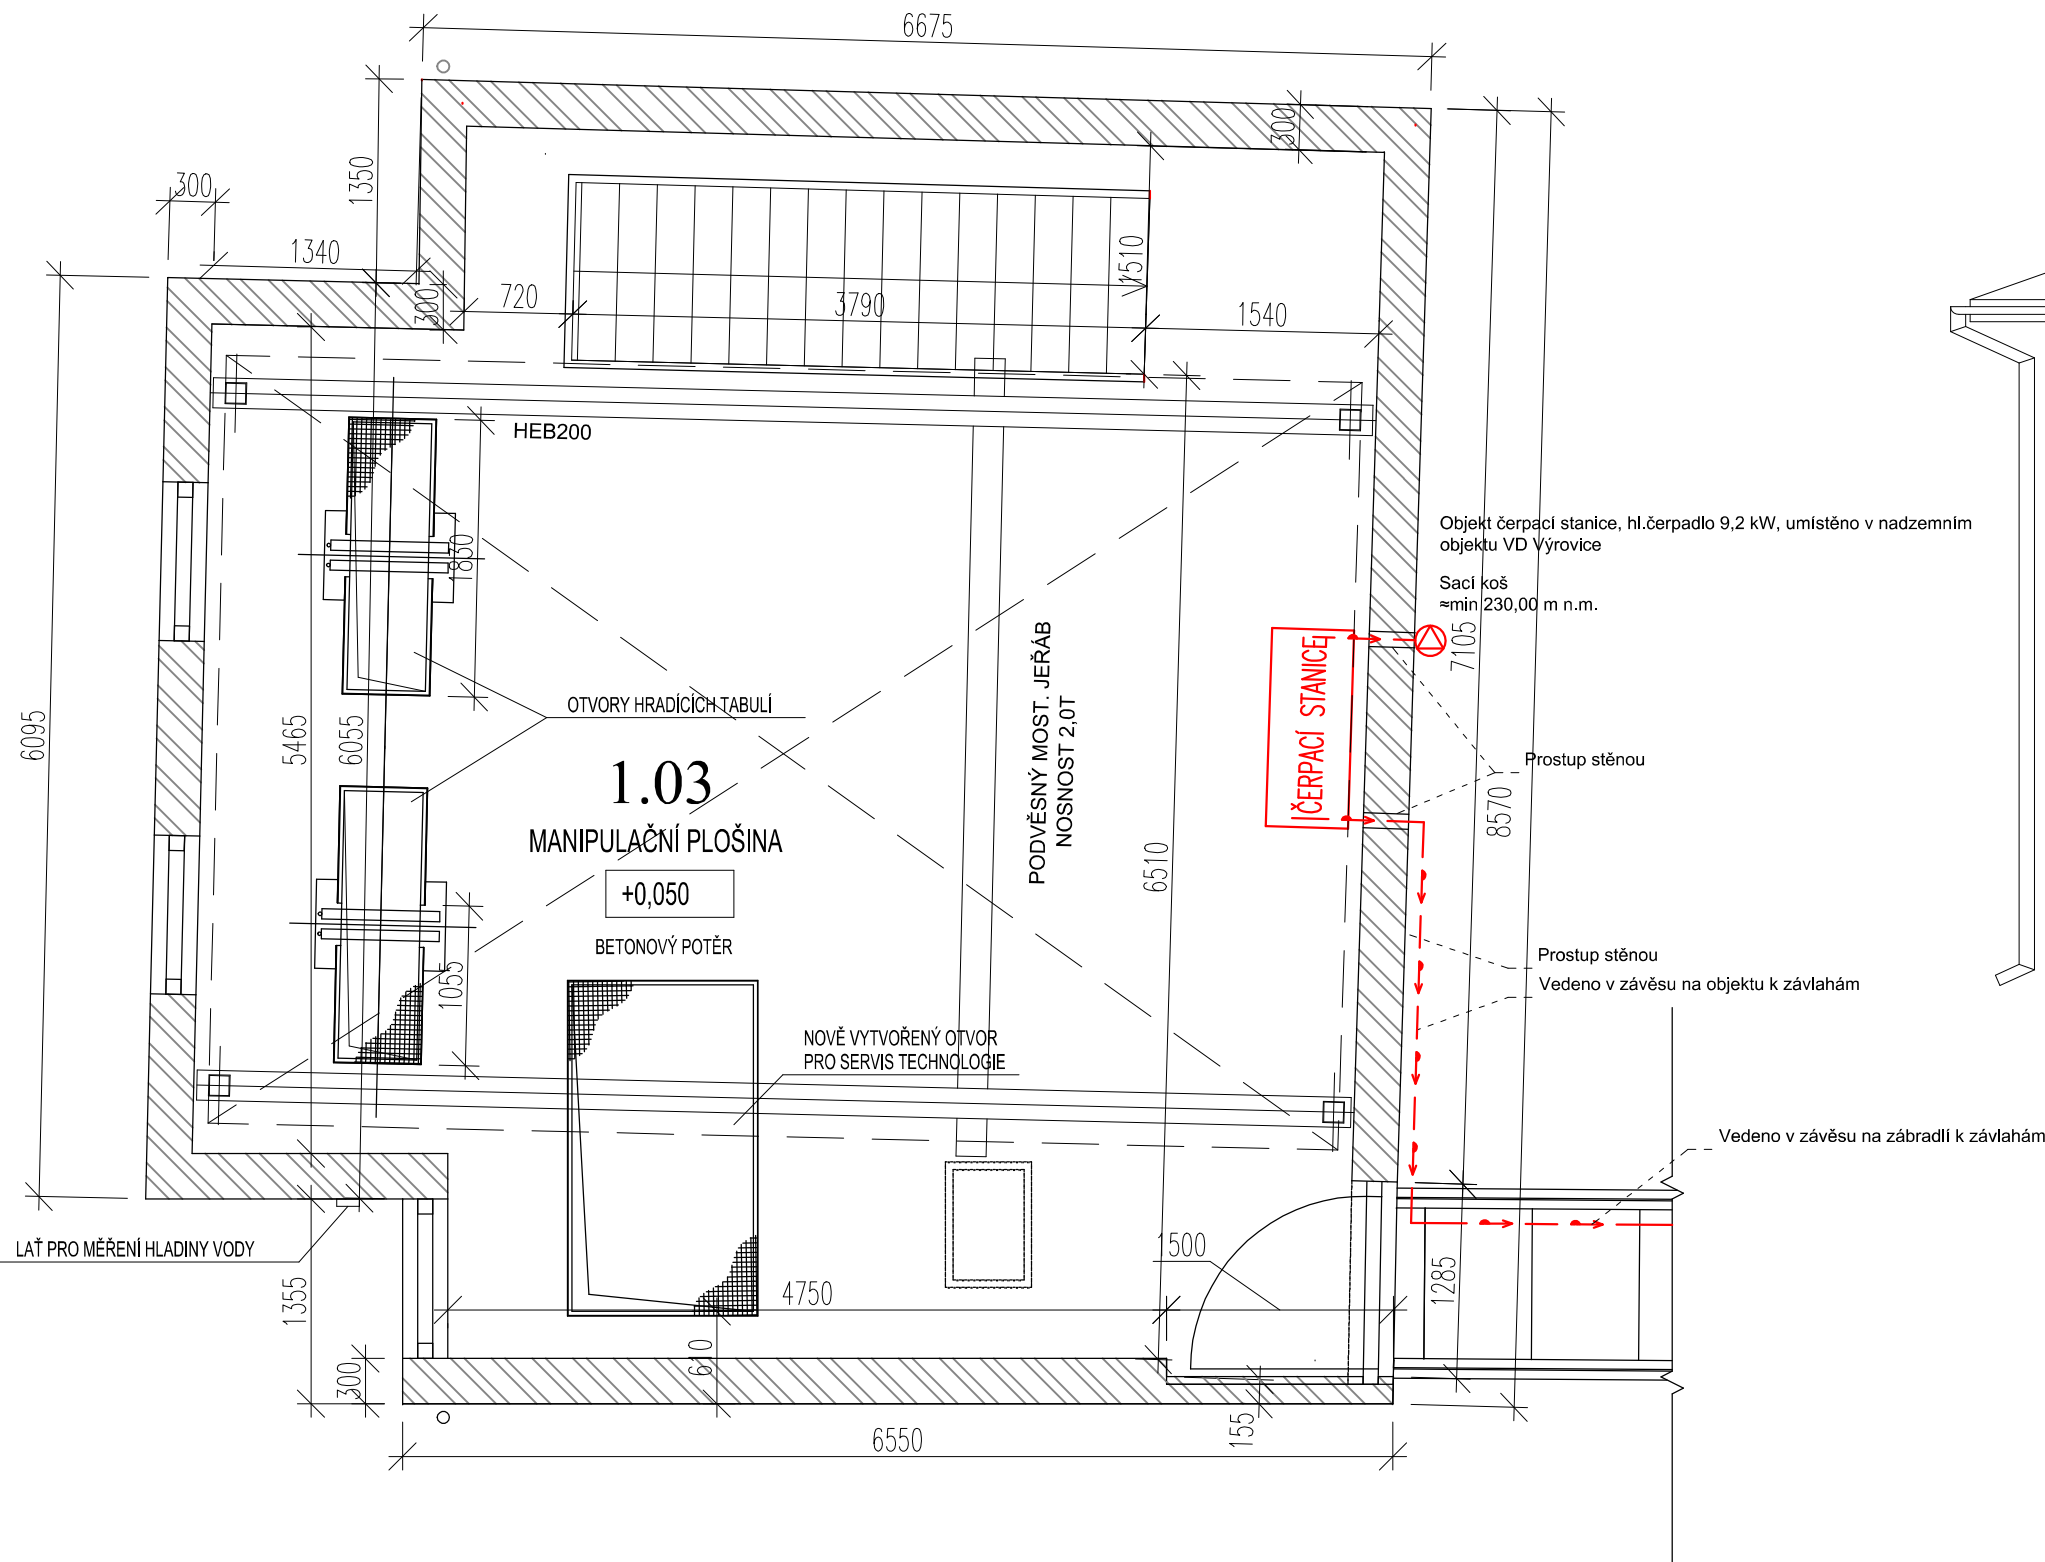 6675
1350
300
300
1340
300
720
3790
1510
1540
HEB200
1830
Objekt čerpací stanice, hl.čerpadlo 9,2 kW, umístěno v nadzemním
objektu VD Výrovice
Sací koš
≈min 230,00 m n.m.
7105
8570
6095
5465
6055
OTVORY HRADÍCÍCH TABULÍ
1.03
MANIPULAČNÍ PLOŠINA
+0,050
BETONOVÝ POTĚR
PODVĚSNÝ MOST. JEŘÁB
NOSNOST 2,0T
ČERPACÍ STANICE
Prostup stěnou
6510
1055
Prostup stěnou
Vedeno v závěsu na objektu k závlahám
NOVĚ VYTVOŘENÝ OTVOR
PRO SERVIS TECHNOLOGIE
Vedeno v závěsu na zábradlí k závlahám
LAŤ PRO MĚŘENÍ HLADINY VODY
1355
300
4750
610
500
1285
155
6550